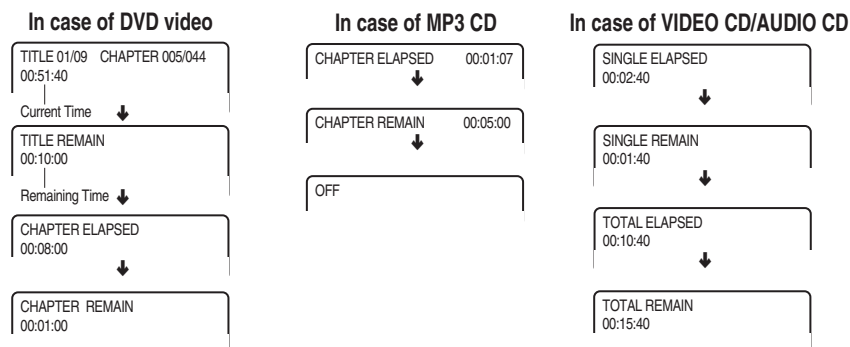 In case of DVD video
TITLE 01/09 CHAPTER 005/044
00:51:40
Current Time
TITLE REMAIN
00:10:00
Remaining Time
CHAPTER ELAPSED
00:08:00
CHAPTER REMAIN
00:01:00
In case of MP3 CD
CHAPTER ELAPSED 00:01:07
CHAPTER REMAIN 00:05:00
OFF
In case of VIDEO CD/AUDIO CD
SINGLE ELAPSED
00:02:40
SINGLE REMAIN
00:01:40
TOTAL ELAPSED
00:10:40
TOTAL REMAIN
00:15:40